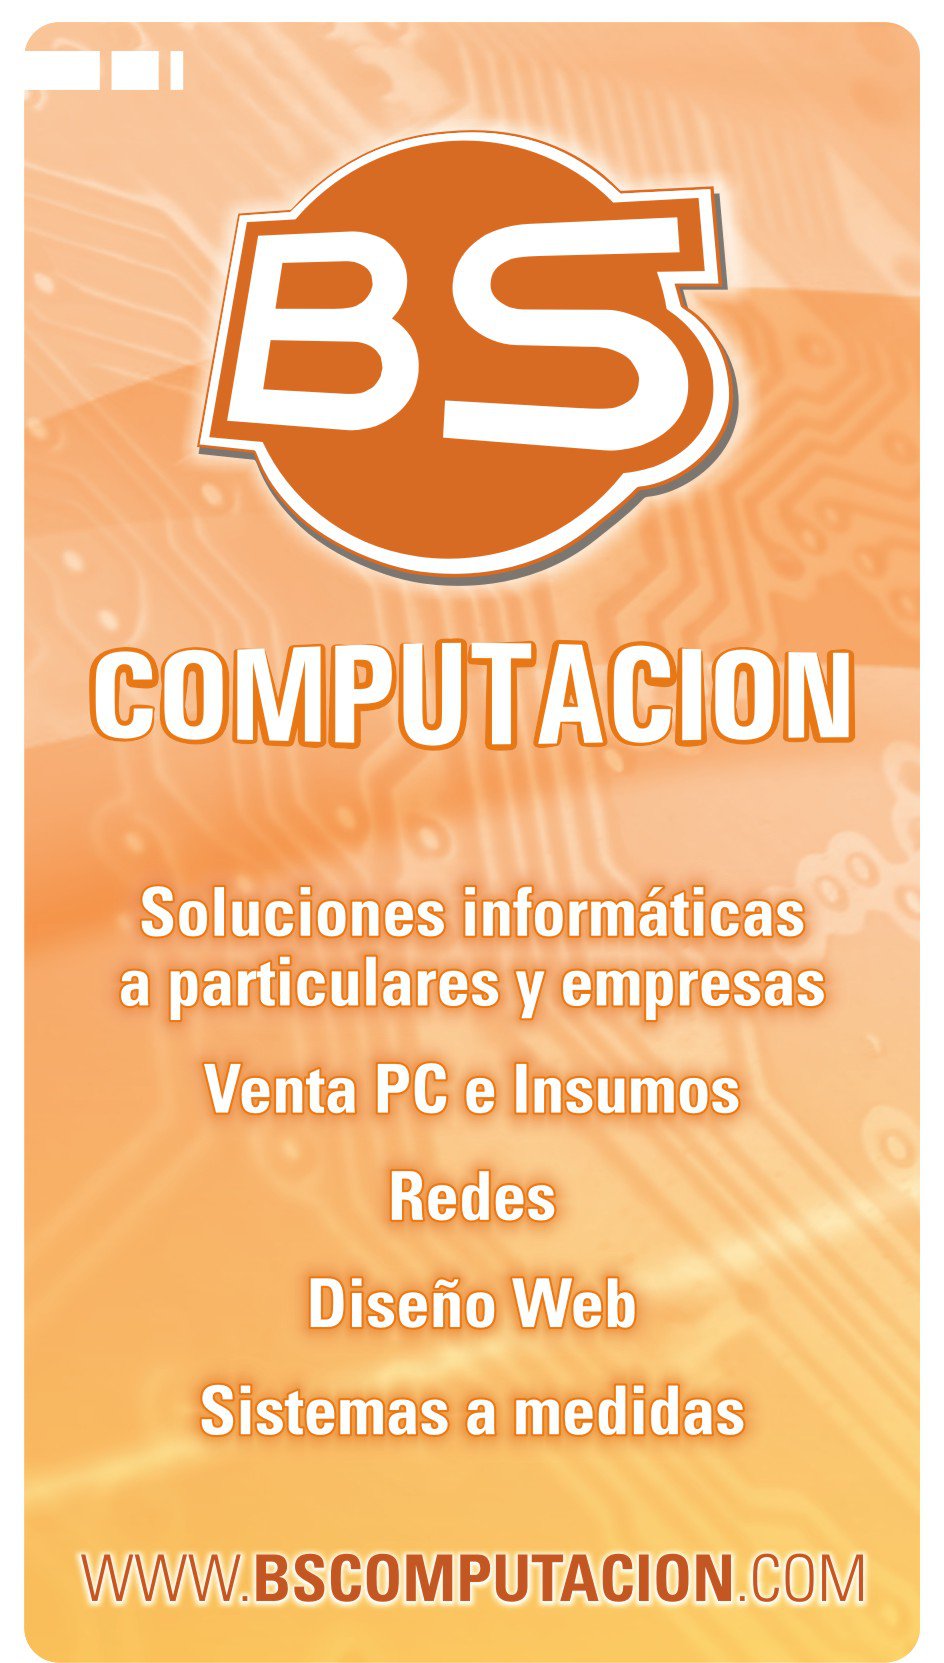 BS
COMPUTACION
Soluciones informáticas
a particulares y empresas
Venta PC e Insumos
Redes
Diseño Web
Sistemas a medidas
WWW.BSCOMPUTACION.COM